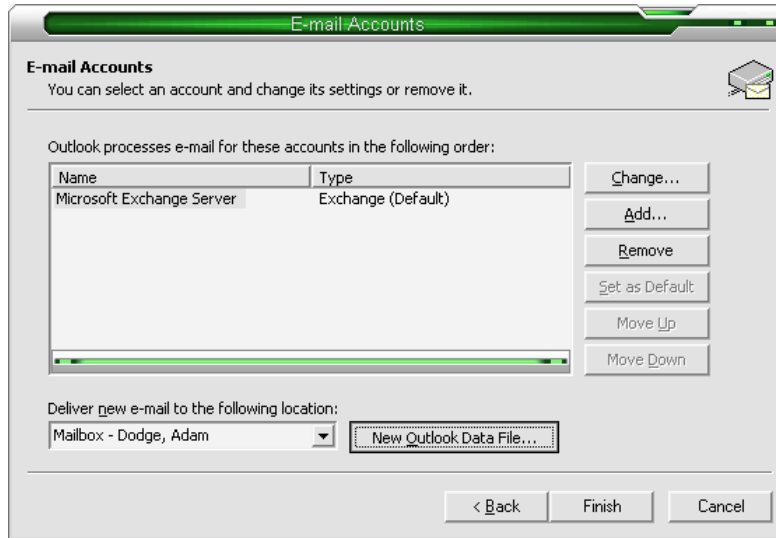 E-mail Accounts
E-mail Accounts
You can select an account and change its settings or remove it.
Outlook processes e-mail for these accounts in the following order:
Name Type
Microsoft Exchange Server Exchange (Default)
Change...
Add...
Remove
Set as Default
Move Up
Move Down
Deliver new e-mail to the following location:
Mailbox - Dodge, Adam New Outlook Data File...
< Back Finish Cancel